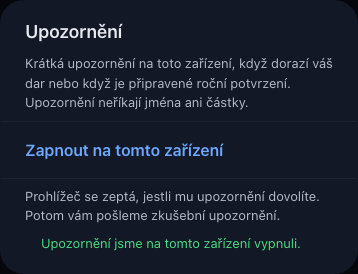 Upozornění
Krátká upozornění na toto zařízení, když dorazí váš
dar nebo když je připravené roční potvrzení.
Upozornění neříkají jména ani částky.
Zapnout na tomto zařízení
Prohlížeč se zeptá, jestli mu upozornění dovolíte.
Potom vám pošleme zkušební upozornění.
Upozornění jsme na tomto zařízení vypnuli.